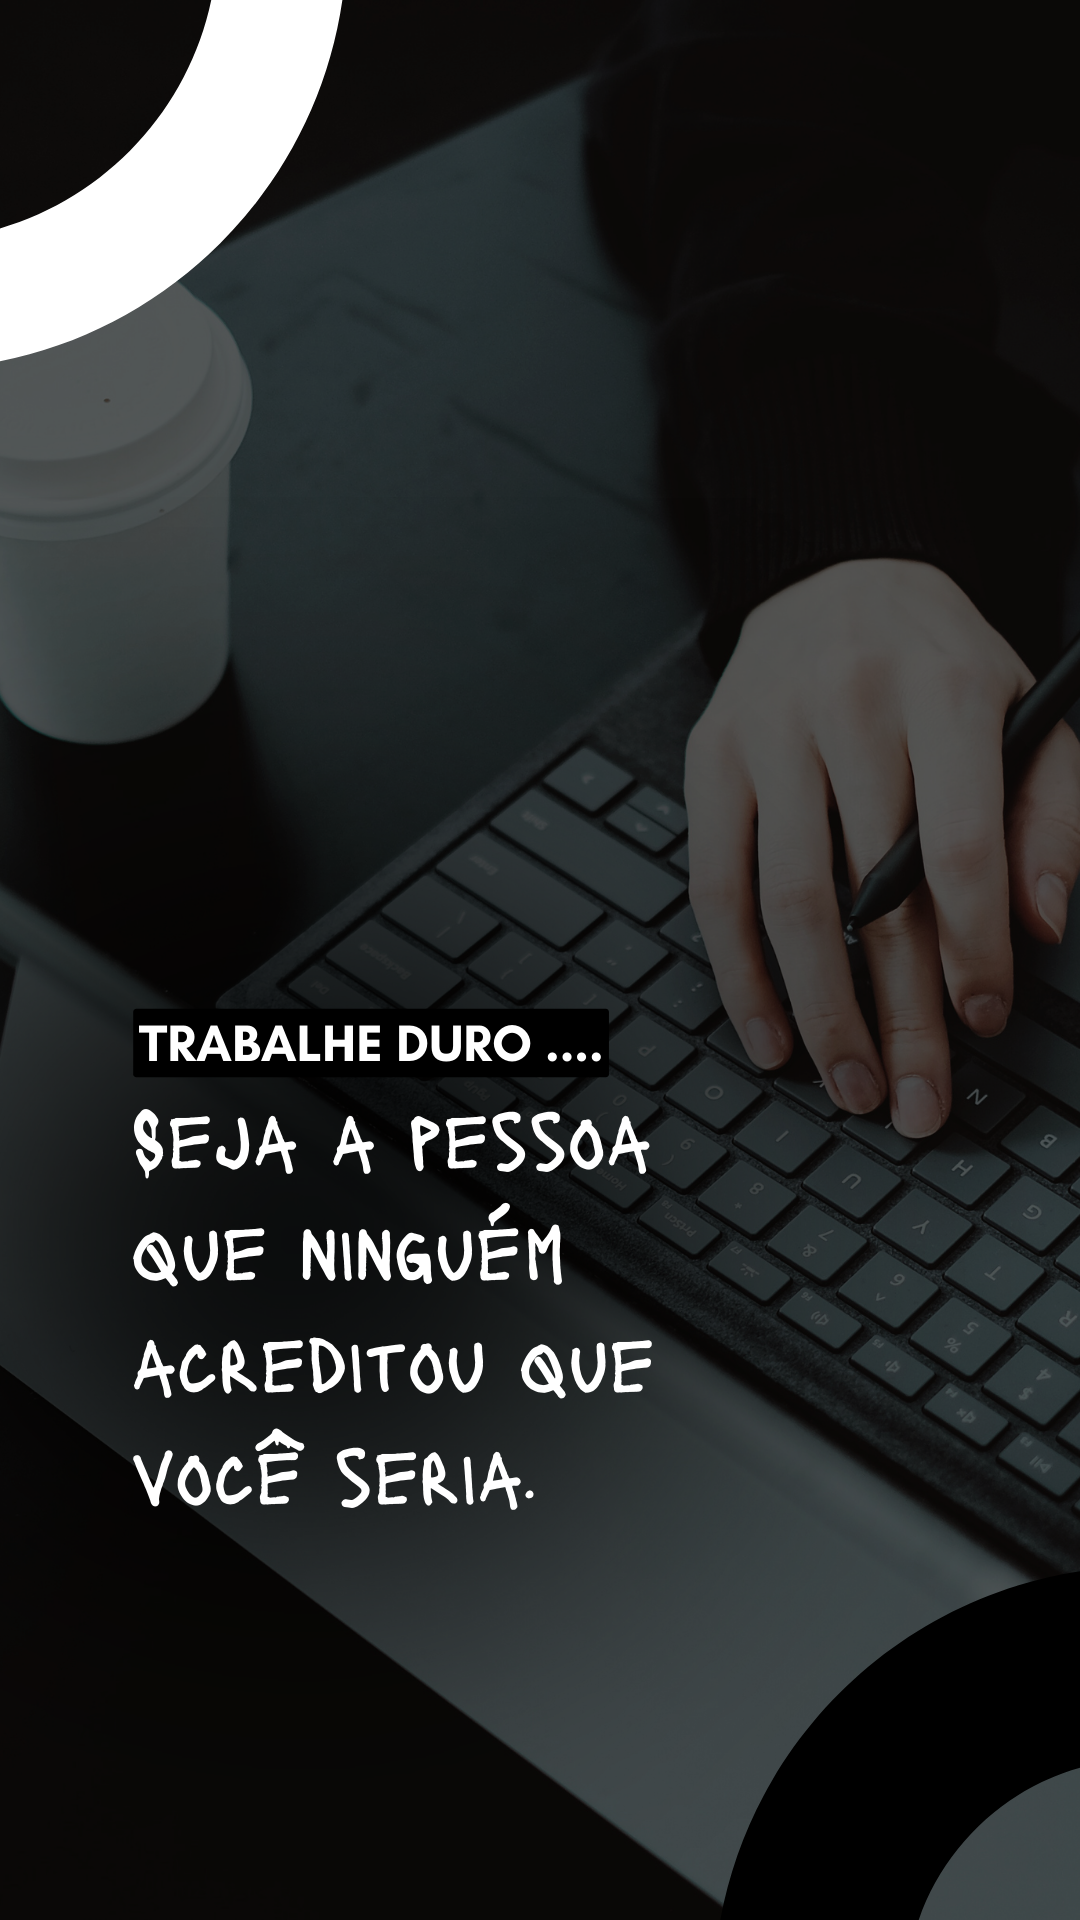 TRABALHE DURO ....
SEJA A PESSOA
QUE NINGUÉM
ACREDITOU QUE
VOCÊ SERIA.